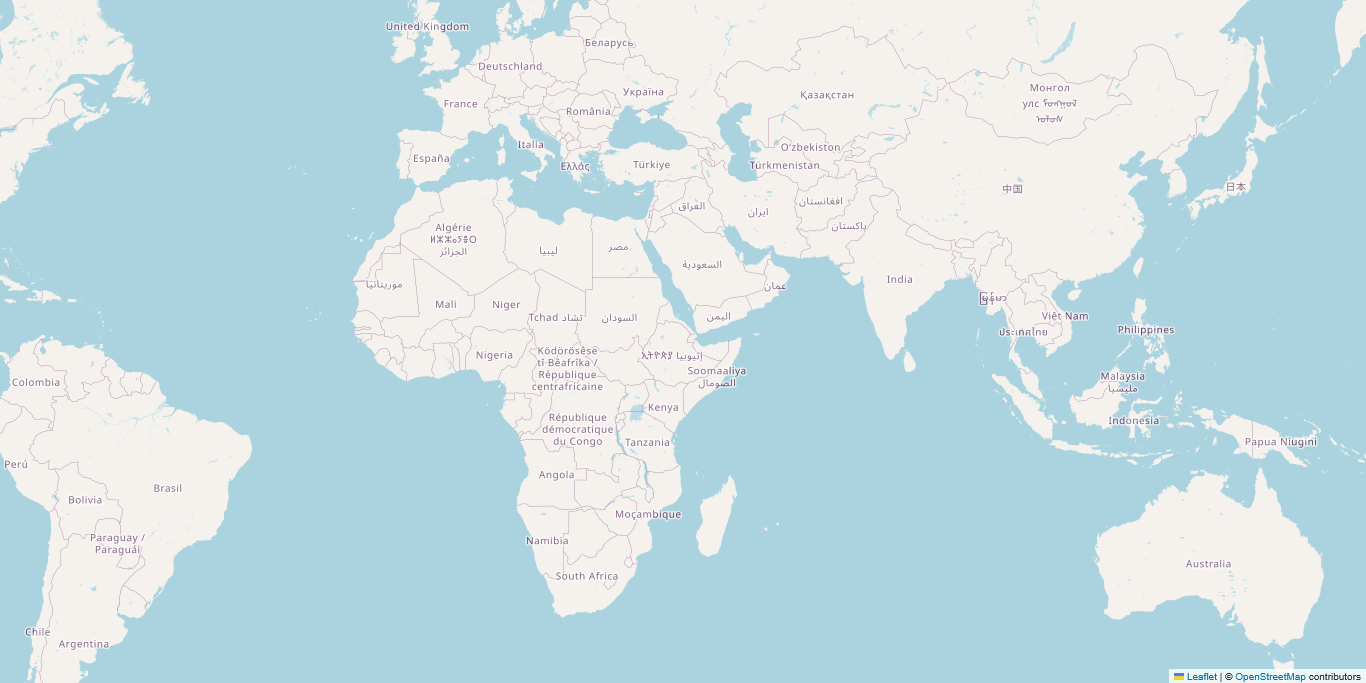 United Kingdom
Беларусь
Deutschland
Україна
France
România
Italia
España
Ελλάς
Türkiye
Қазақстан
Монгол
улс ᠮᠣᠩᠭᠣᠯ
ᠤᠯᠤᠰ
O'zbekiston
Türkmenistan
中国
日本
افغانستان
العراق
ایران
پاکستان
Algérie
ⵍⵣⵣⴰⵢⴻⵔ
الجزائر
ليبيا
مصر
السعودية
عمان
موريتانيا
India
မြန်မာ
Mali
Niger
Tchad تشاد
السودان
اليمن
Việt Nam
ประเทศไทย
Philippines
Nigeria
Ködörösêse
tî Bêafrîka /
République
centrafricaine
ኢትዮጵያ إثيوبيا
Soomaaliya
الصومال
Malaysia
مليسيا
Colombia
Kenya
République
démocratique
du Congo
Indonesia
Tanzania
Papua Niugini
Perú
Angola
Brasil
Bolivia
Moçambique
Paraguay /
Paraguái
Namibia
South Africa
Australia
Chile
Argentina
Leaflet | © OpenStreetMap contributors